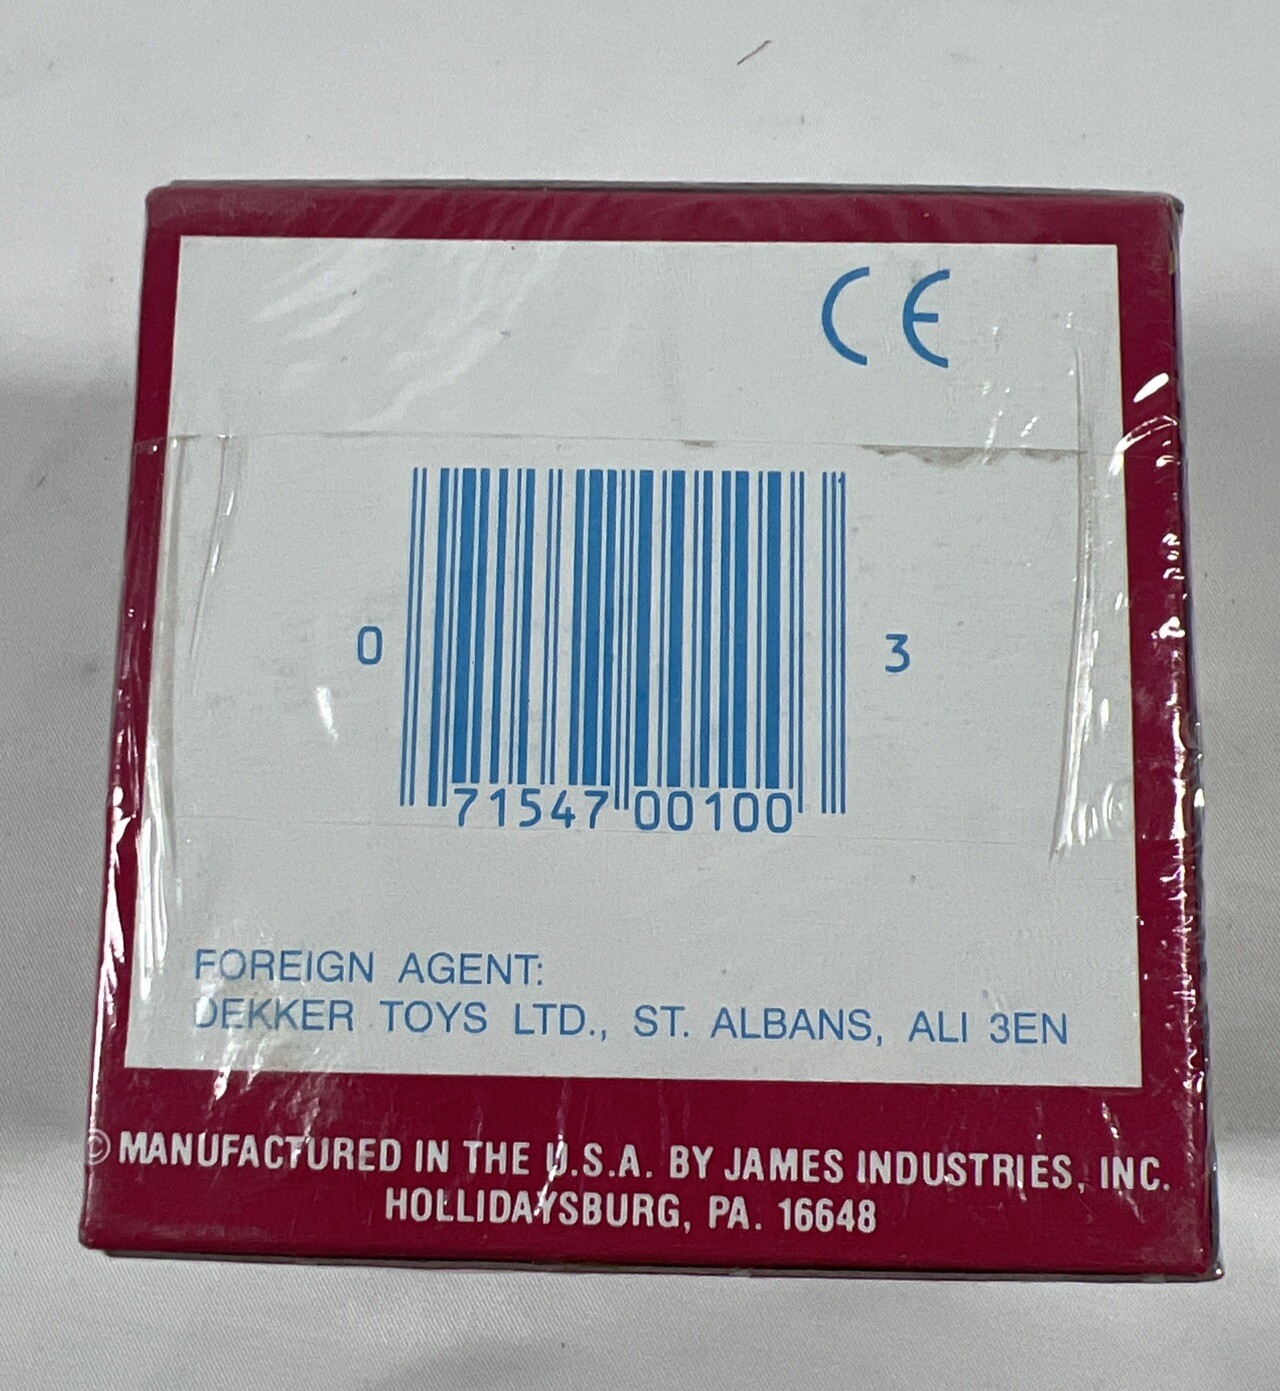 CE
0 71547 00100 3
FOREIGN AGENT:
DEKKER TOYS LTD., ST. ALBANS, ALI 3EN
© MANUFACTURED IN THE U.S.A. BY JAMES INDUSTRIES, INC.
HOLLIDAYSBURG, PA. 16648